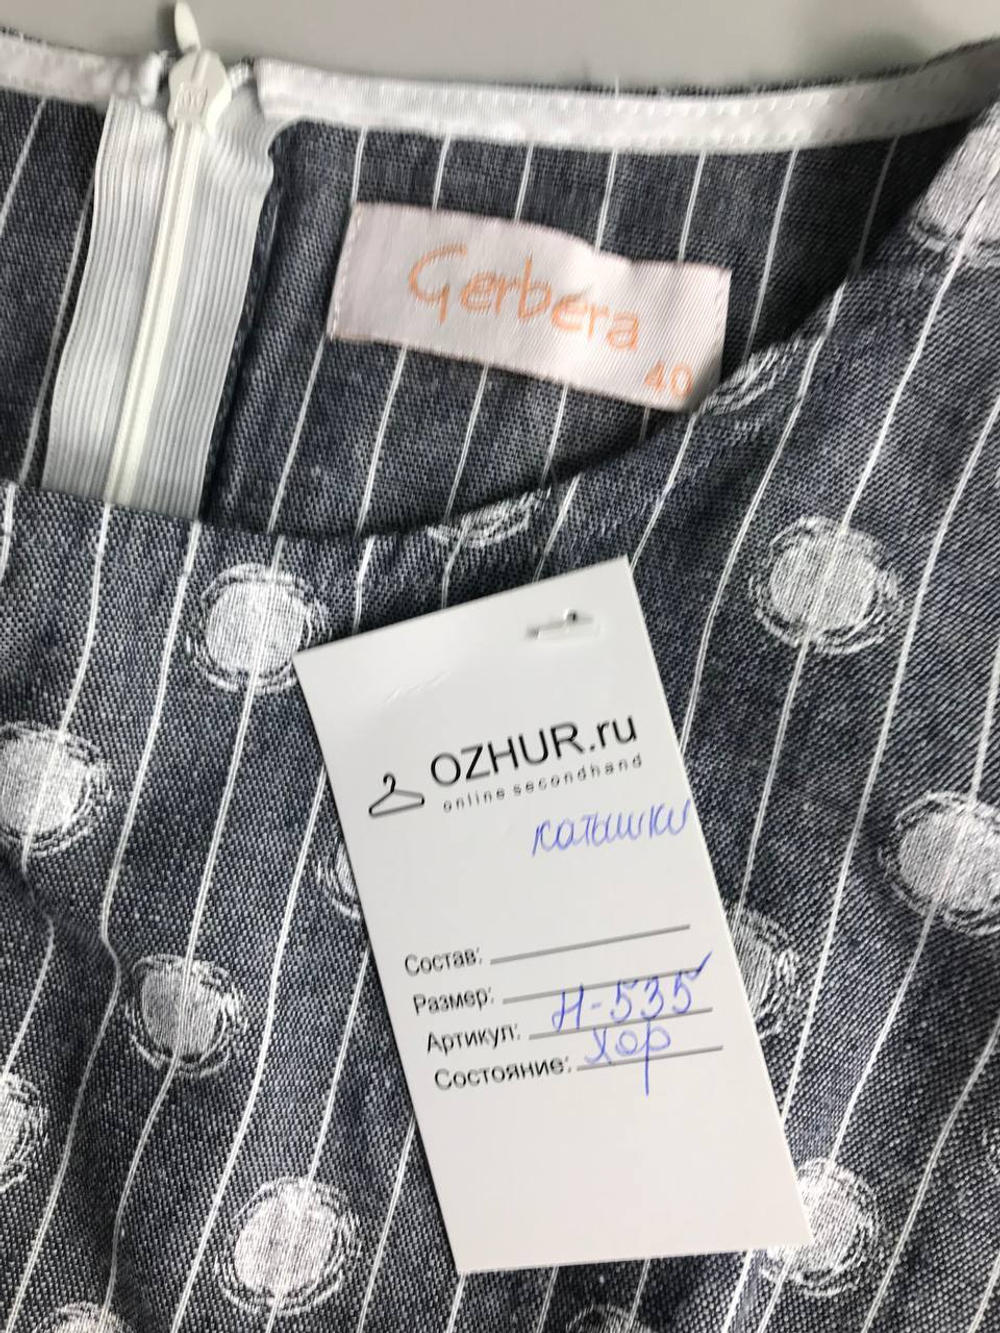 Gerbera
40
OZHUR.ru
online secondhand
катышки
Состав:
Размер:
Артикул: Н-535
Состояние: хор